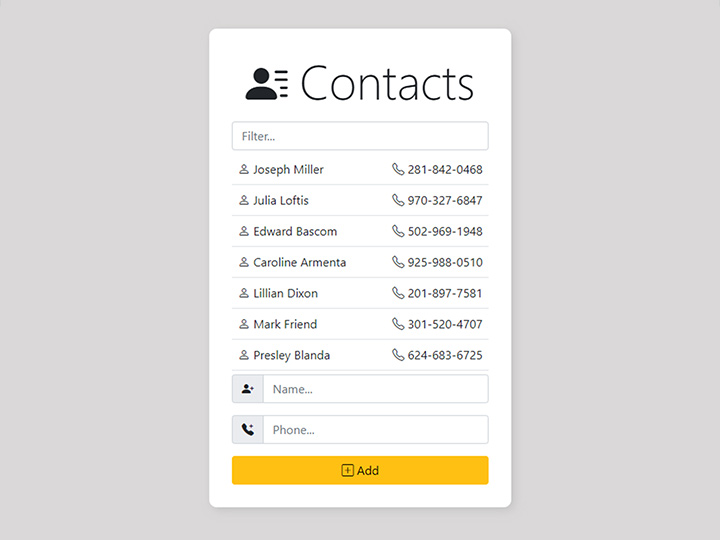 Contacts
Filter...
Joseph Miller 281-842-0468
Julia Loftis 970-327-6847
Edward Bascom 502-969-1948
Caroline Armenta 925-988-0510
Lillian Dixon 201-897-7581
Mark Friend 301-520-4707
Presley Blanda 624-683-6725
Name...
Phone...
Add